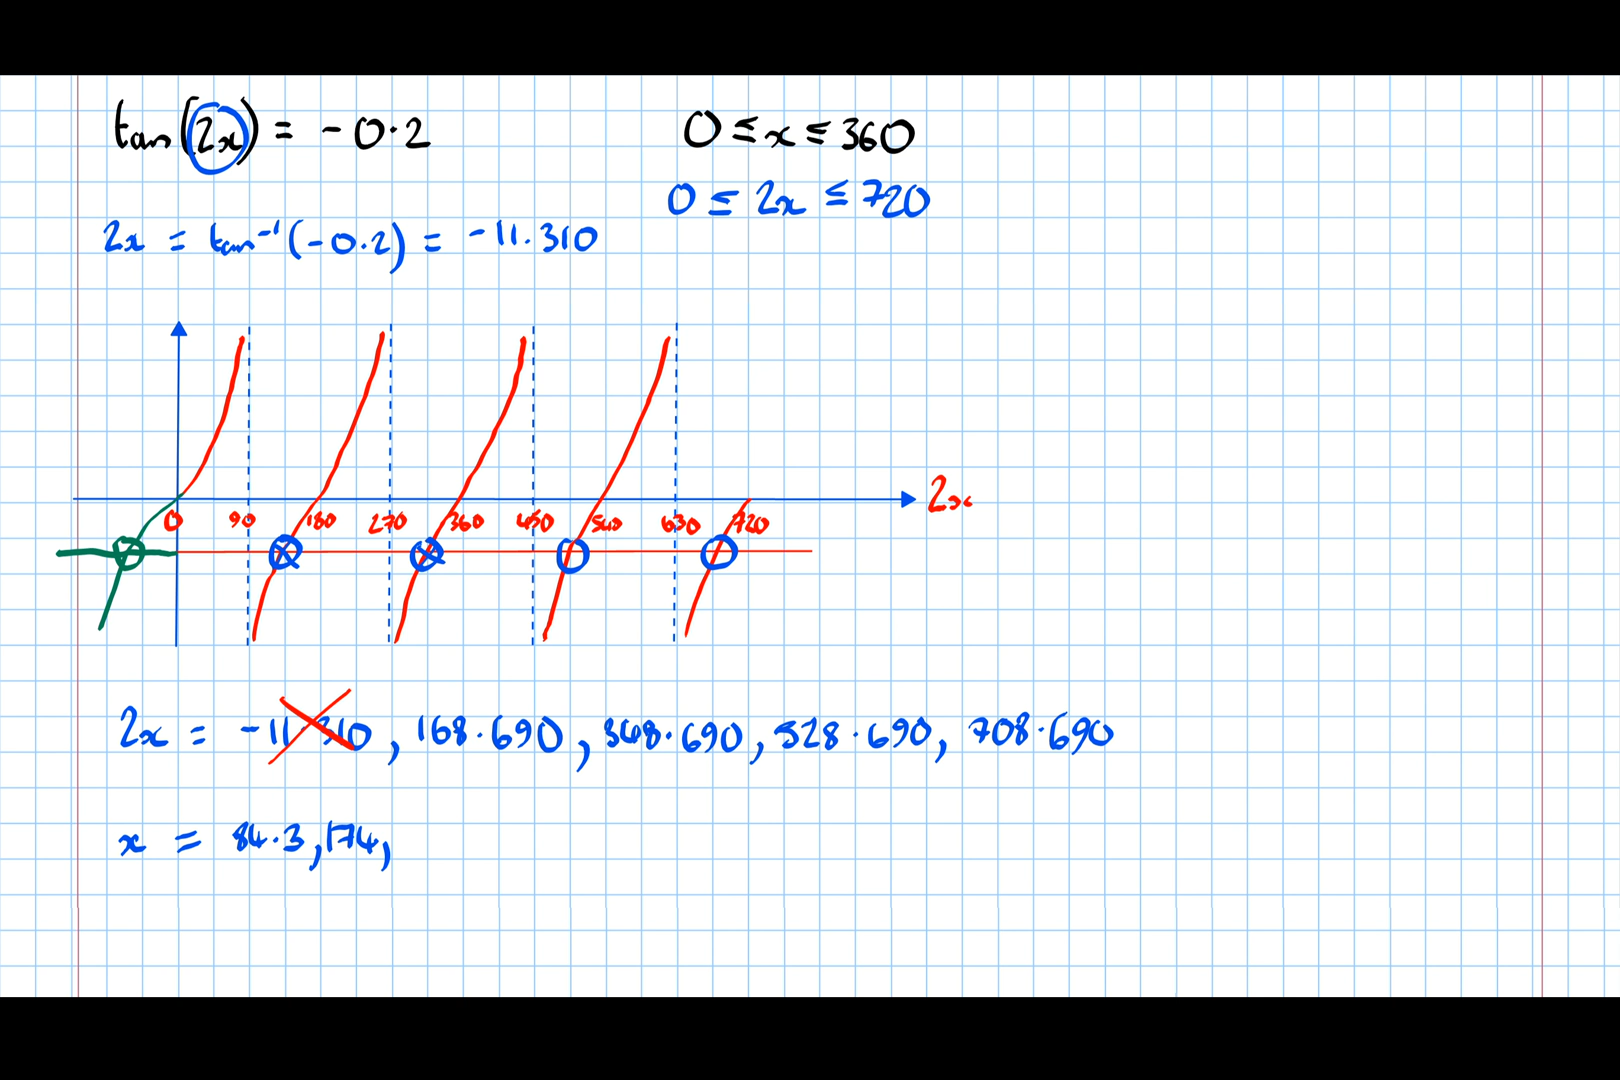 tan(2x) = -0.2
0 ≤ x ≤ 360
0 ≤ 2x ≤ 720
2x = tan⁻¹(-0.2) = -11.310
2x
0 90 180 270 360 450 540 630 720
2x = -11.310, 168.690, 348.690, 528.690, 708.690
x = 84.3, 174,